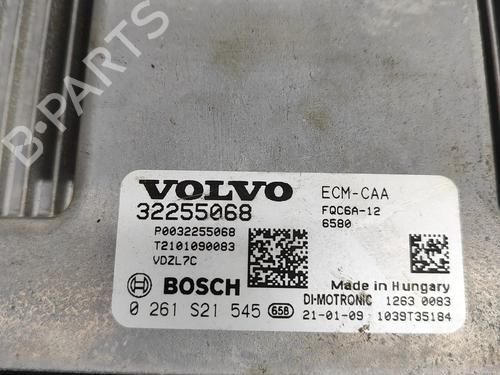 B-PARTS
VOLVO
32255068
P0032255068
T2101090083
VDZL7C
ECM-CAA
FQC6A-12
6580
BOSCH
0 261 S21 545 658
Made in Hungary
DI-MOTRONIC 1263 0083
21-01-09 1039T35184